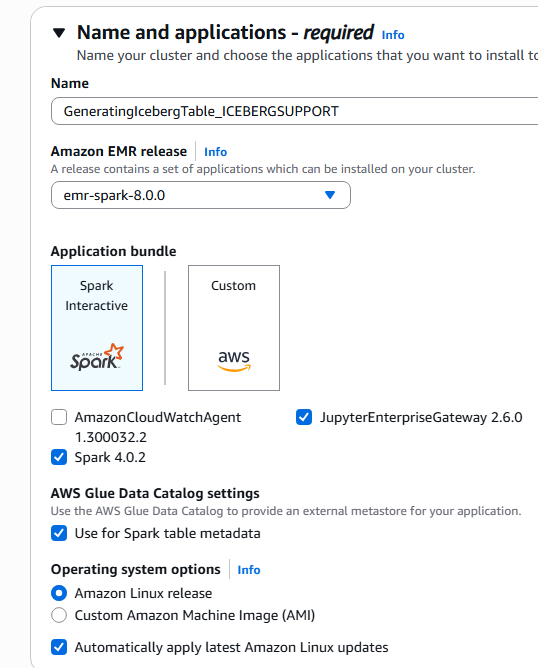 Name and applications - required Info
Name your cluster and choose the applications that you want to install to
Name
GeneratingIcebergTable_ICEBERGSUPPORT
Amazon EMR release Info
A release contains a set of applications which can be installed on your cluster.
emr-spark-8.0.0
Application bundle
Spark
Interactive
APACHE
Spark
Custom
aws
AmazonCloudWatchAgent
1.300032.2
JupyterEnterpriseGateway 2.6.0
Spark 4.0.2
AWS Glue Data Catalog settings
Use the AWS Glue Data Catalog to provide an external metastore for your application.
Use for Spark table metadata
Operating system options Info
Amazon Linux release
Custom Amazon Machine Image (AMI)
Automatically apply latest Amazon Linux updates